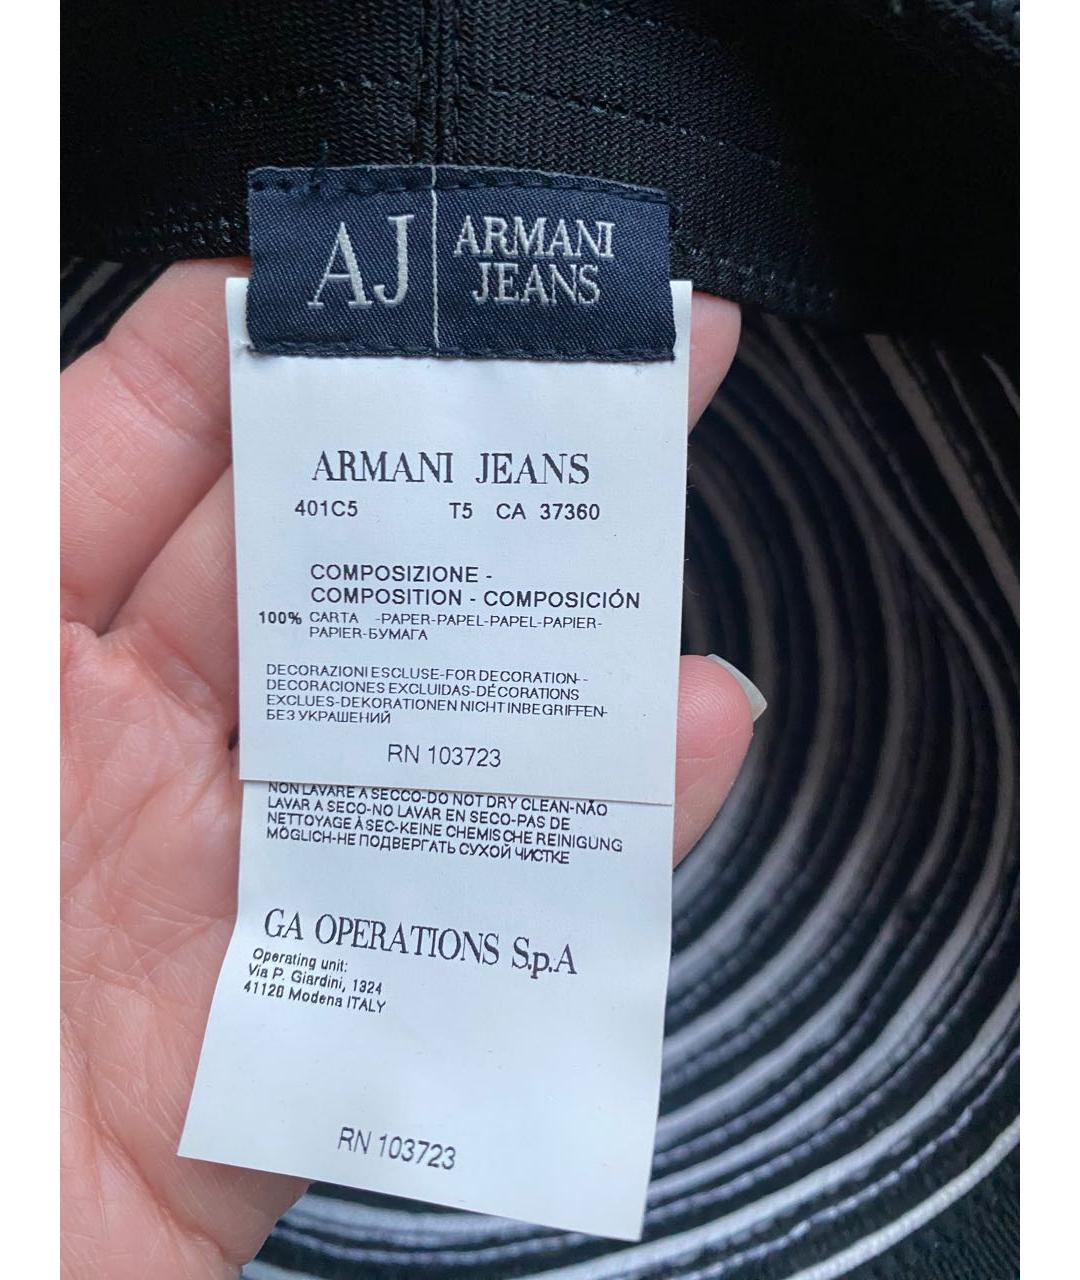 AJ ARMANI
JEANS
ARMANI JEANS
401C5 T5 CA 37360
COMPOSIZIONE -
COMPOSITION - COMPOSICIÓN
100% CARTA -PAPER-PAPEL-PAPEL-PAPIER-
PAPIER-БУМАГА
DECORAZIONI ESCLUSE-FOR DECORATION--
DECORACIONES EXCLUIDAS-DÉCORATIONS
EXCLUES-DEKORATIONEN NICHT INBEGRIFFEN-
БЕЗ УКРАШЕНИЙ
RN 103723
NON LAVARE A SECCO-DO NOT DRY CLEAN-NÃO
LAVAR A SECO-NO LAVAR EN SECO-PAS DE
NETTOYAGE À SEC-KEINE CHEMISCHE REINIGUNG
MÖGLICH-НЕ ПОДВЕРГАТЬ СУХОЙ ЧИСТКЕ
GA OPERATIONS S.p.A
Operating unit:
Via P. Giardini, 1324
41120 Modena ITALY
RN 103723